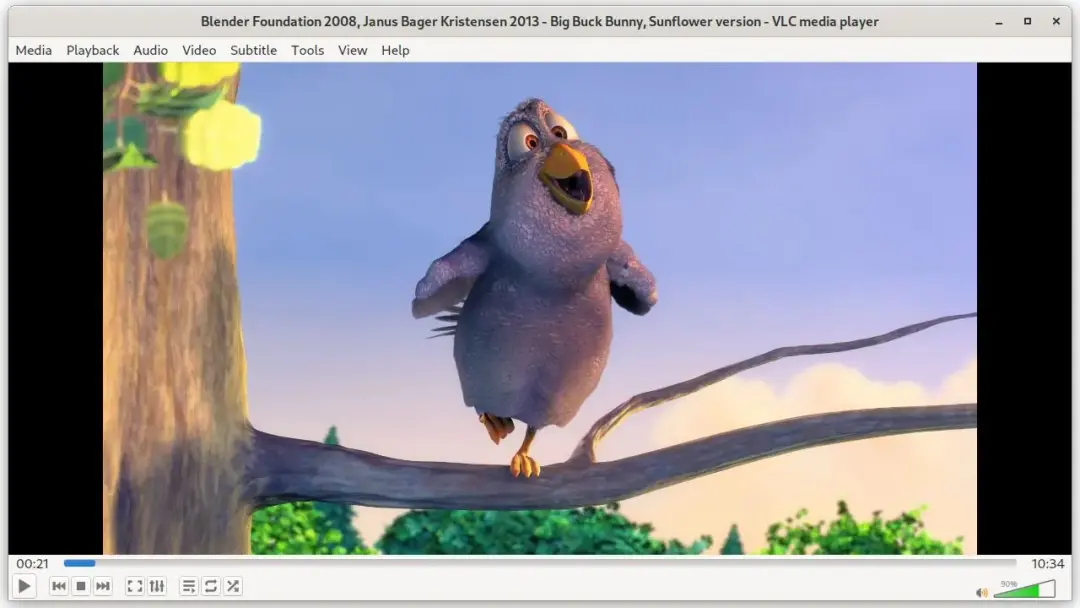 Blender Foundation 2008, Janus Bager Kristensen 2013 - Big Buck Bunny, Sunflower version - VLC media player
Media Playback Audio Video Subtitle Tools View Help
00:21 10:34
90%